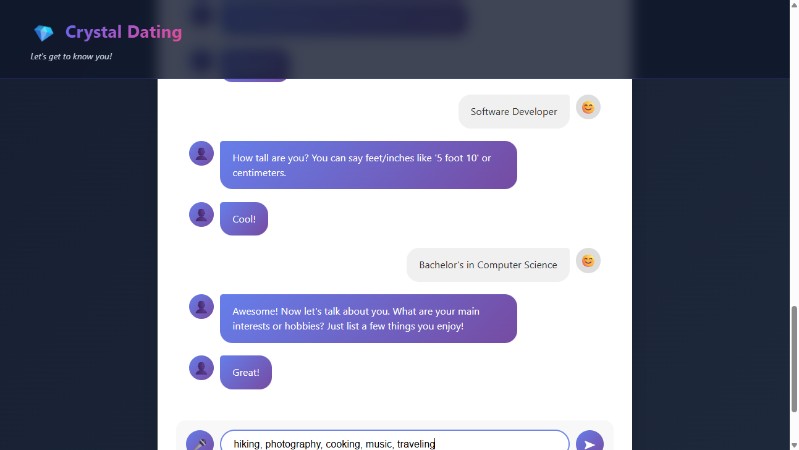 Crystal Dating
Let's get to know you!
Software Developer
How tall are you? You can say feet/inches like '5 foot 10' or
centimeters.
Cool!
Bachelor's in Computer Science
Awesome! Now let's talk about you. What are your main
interests or hobbies? Just list a few things you enjoy!
Great!
hiking, photography, cooking, music, traveling